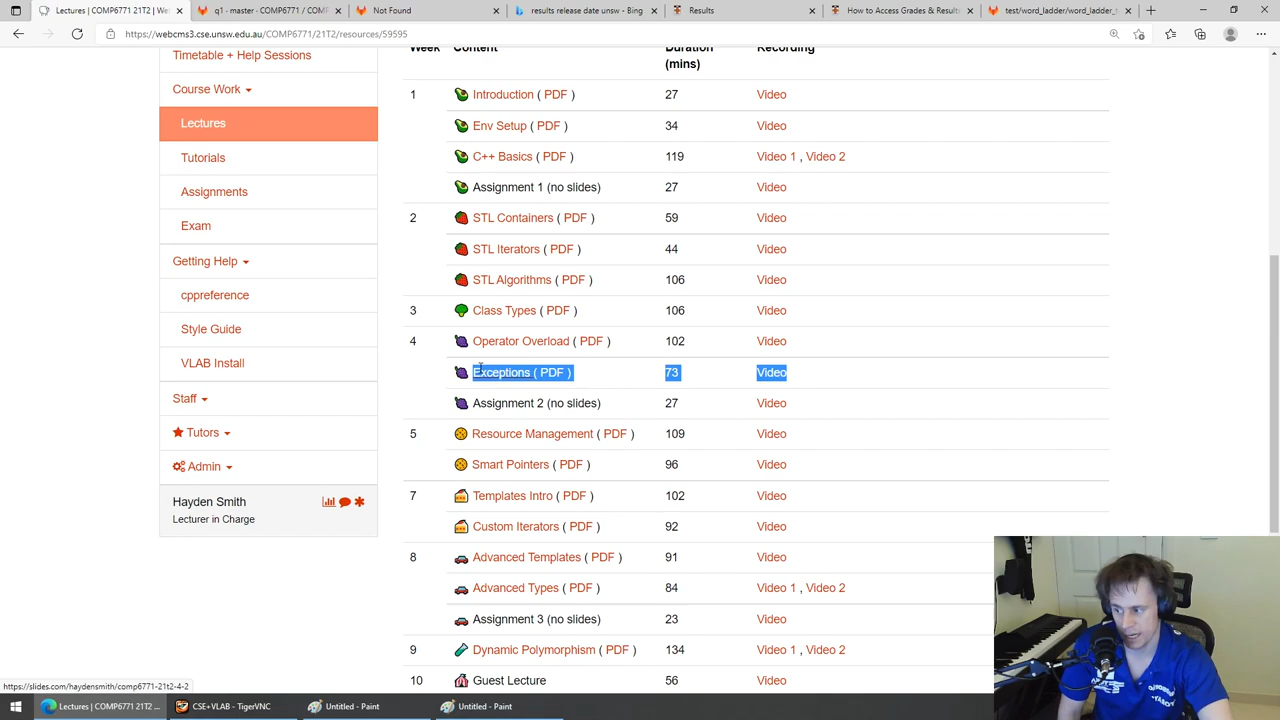 Lectures | COMP6771 21T2 | We
q1 · master · GitLab / COMP
Not Found
results release date unsw - Bing
Results
How to Access Grades & Result
test/word_ladder/word_ladder_t
https://webcms3.cse.unsw.edu.au/COMP6771/21T2/resources/59595
Timetable + Help Sessions
Course Work
Lectures
Tutorials
Assignments
Exam
Getting Help
cppreference
Style Guide
VLAB Install
Staff
Tutors
Admin
Hayden Smith
Lecturer in Charge
Week Content Duration Recording
(mins)
1 Introduction ( PDF ) 27 Video
Env Setup ( PDF ) 34 Video
C++ Basics ( PDF ) 119 Video 1 , Video 2
Assignment 1 (no slides) 27 Video
2 STL Containers ( PDF ) 59 Video
STL Iterators ( PDF ) 44 Video
STL Algorithms ( PDF ) 106 Video
3 Class Types ( PDF ) 106 Video
4 Operator Overload ( PDF ) 102 Video
Exceptions ( PDF ) 73 Video
Assignment 2 (no slides) 27 Video
5 Resource Management ( PDF ) 109 Video
Smart Pointers ( PDF ) 96 Video
7 Templates Intro ( PDF ) 102 Video
Custom Iterators ( PDF ) 92 Video
8 Advanced Templates ( PDF ) 91 Video
Advanced Types ( PDF ) 84 Video 1 , Video 2
Assignment 3 (no slides) 23 Video
9 Dynamic Polymorphism ( PDF ) 134 Video 1 , Video 2
10 Guest Lecture 56 Video
https://slides.com/haydensmith/comp6771-21t2-4-2
Lectures | COMP6771 21T2 ...
CSE+VLAB - TigerVNC
Untitled - Paint
Untitled - Paint